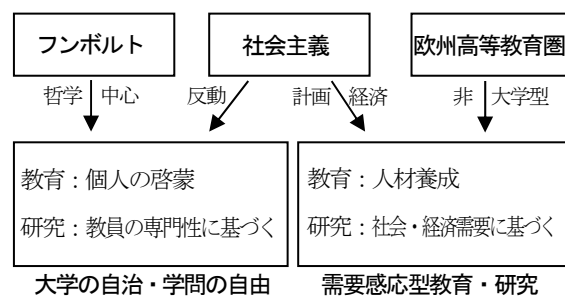 フンボルト
社会主義
欧州高等教育圏
哲学 中心
反動
計画 経済
非 大学型
教育：個人の啓蒙
研究：教員の専門性に基づく
教育：人材養成
研究：社会・経済需要に基づく
大学の自治・学問の自由
需要感応型教育・研究